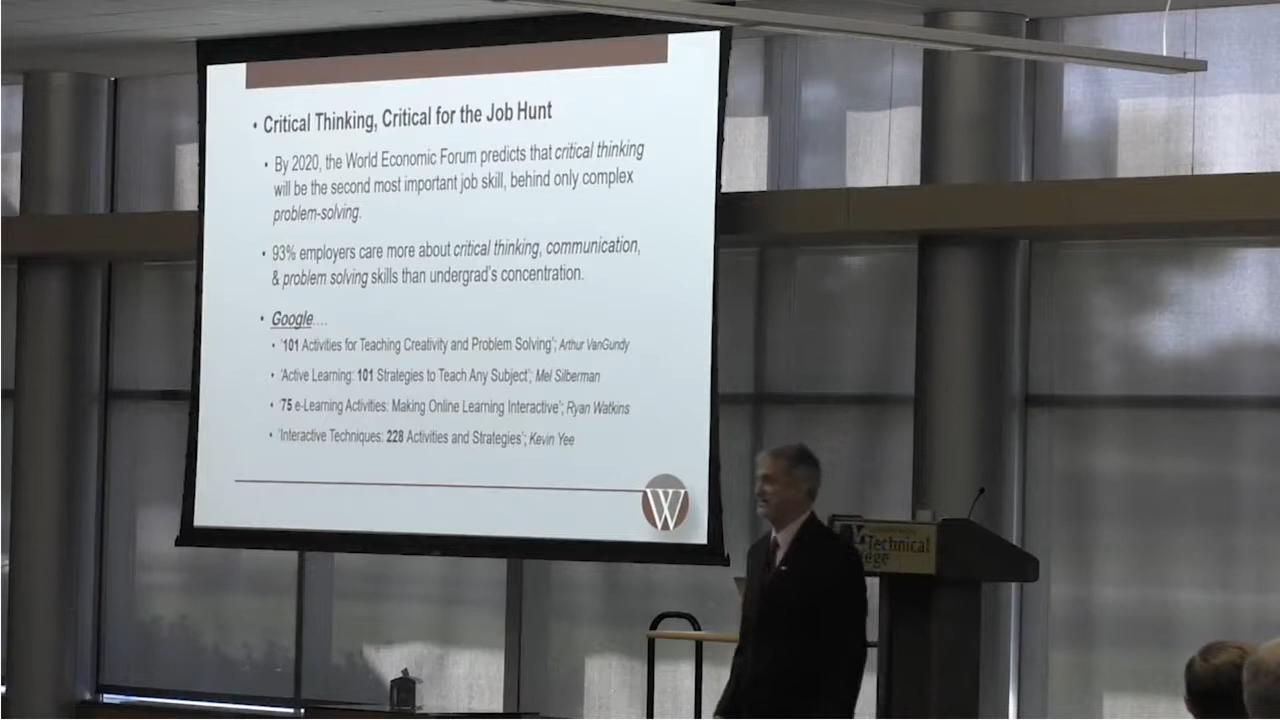 • Critical Thinking, Critical for the Job Hunt
• By 2020, the World Economic Forum predicts that critical thinking
will be the second most important job skill, behind only complex
problem-solving.
• 93% employers care more about critical thinking, communication,
& problem solving skills than undergrad's concentration.
• Google....
• '101 Activities for Teaching Creativity and Problem Solving'; Arthur VanGundy
• 'Active Learning: 101 Strategies to Teach Any Subject'; Mel Silberman
• '75 e-Learning Activities: Making Online Learning Interactive'; Ryan Watkins
• 'Interactive Techniques: 228 Activities and Strategies'; Kevin Yee
W
Technical
ege